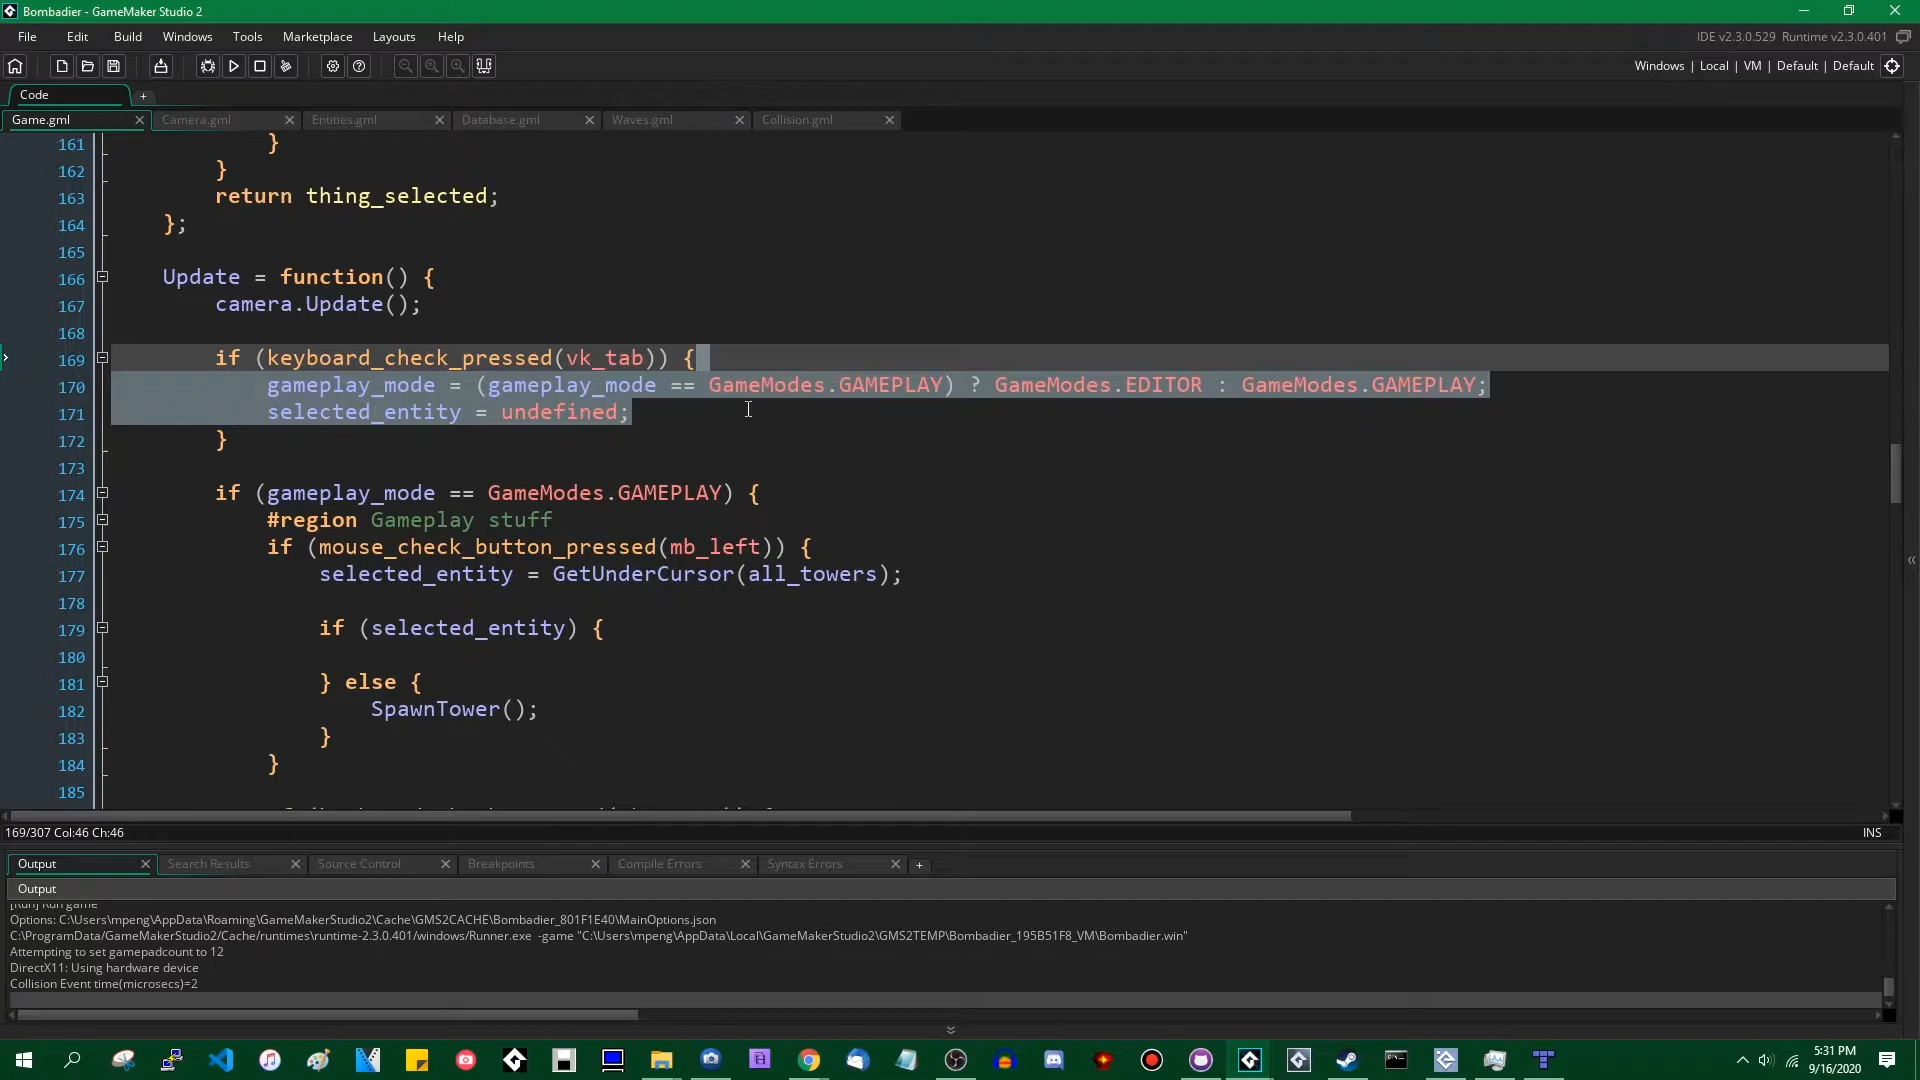 Bombadier - GameMaker Studio 2
File Edit Build Windows Tools Marketplace Layouts Help
IDE v2.3.0.529 Runtime v2.3.0.401
Windows | Local | VM | Default | Default
Code +
Game.gml Camera.gml Entities.gml Database.gml Waves.gml Collision.gml
161 }
162 }
163 return thing_selected;
164 };
165
166 Update = function() {
167 camera.Update();
168
169 if (keyboard_check_pressed(vk_tab)) {
170 gameplay_mode = (gameplay_mode == GameModes.GAMEPLAY) ? GameModes.EDITOR : GameModes.GAMEPLAY;
171 selected_entity = undefined;
172 }
173
174 if (gameplay_mode == GameModes.GAMEPLAY) {
175 #region Gameplay stuff
176 if (mouse_check_button_pressed(mb_left)) {
177 selected_entity = GetUnderCursor(all_towers);
178
179 if (selected_entity) {
180
181 } else {
182 SpawnTower();
183 }
184 }
185
169/307 Col:46 Ch:46
INS
Output Search Results Source Control Breakpoints Compile Errors Syntax Errors +
Output
[Run] Run game
Options: C:\Users\mpeng\AppData\Roaming\GameMakerStudio2\Cache\GMS2CACHE\Bombadier_801F1E40\MainOptions.json
C:\ProgramData/GameMakerStudio2/Cache/runtimes\runtime-2.3.0.401/windows/Runner.exe -game "C:\Users\mpeng\AppData\Local\GameMakerStudio2\GMS2TEMP\Bombadier_195B51F8_VM\Bombadier.win"
Attempting to set gamepadcount to 12
DirectX11: Using hardware device
Collision Event time(microsecs)=2
5:31 PM
9/16/2020